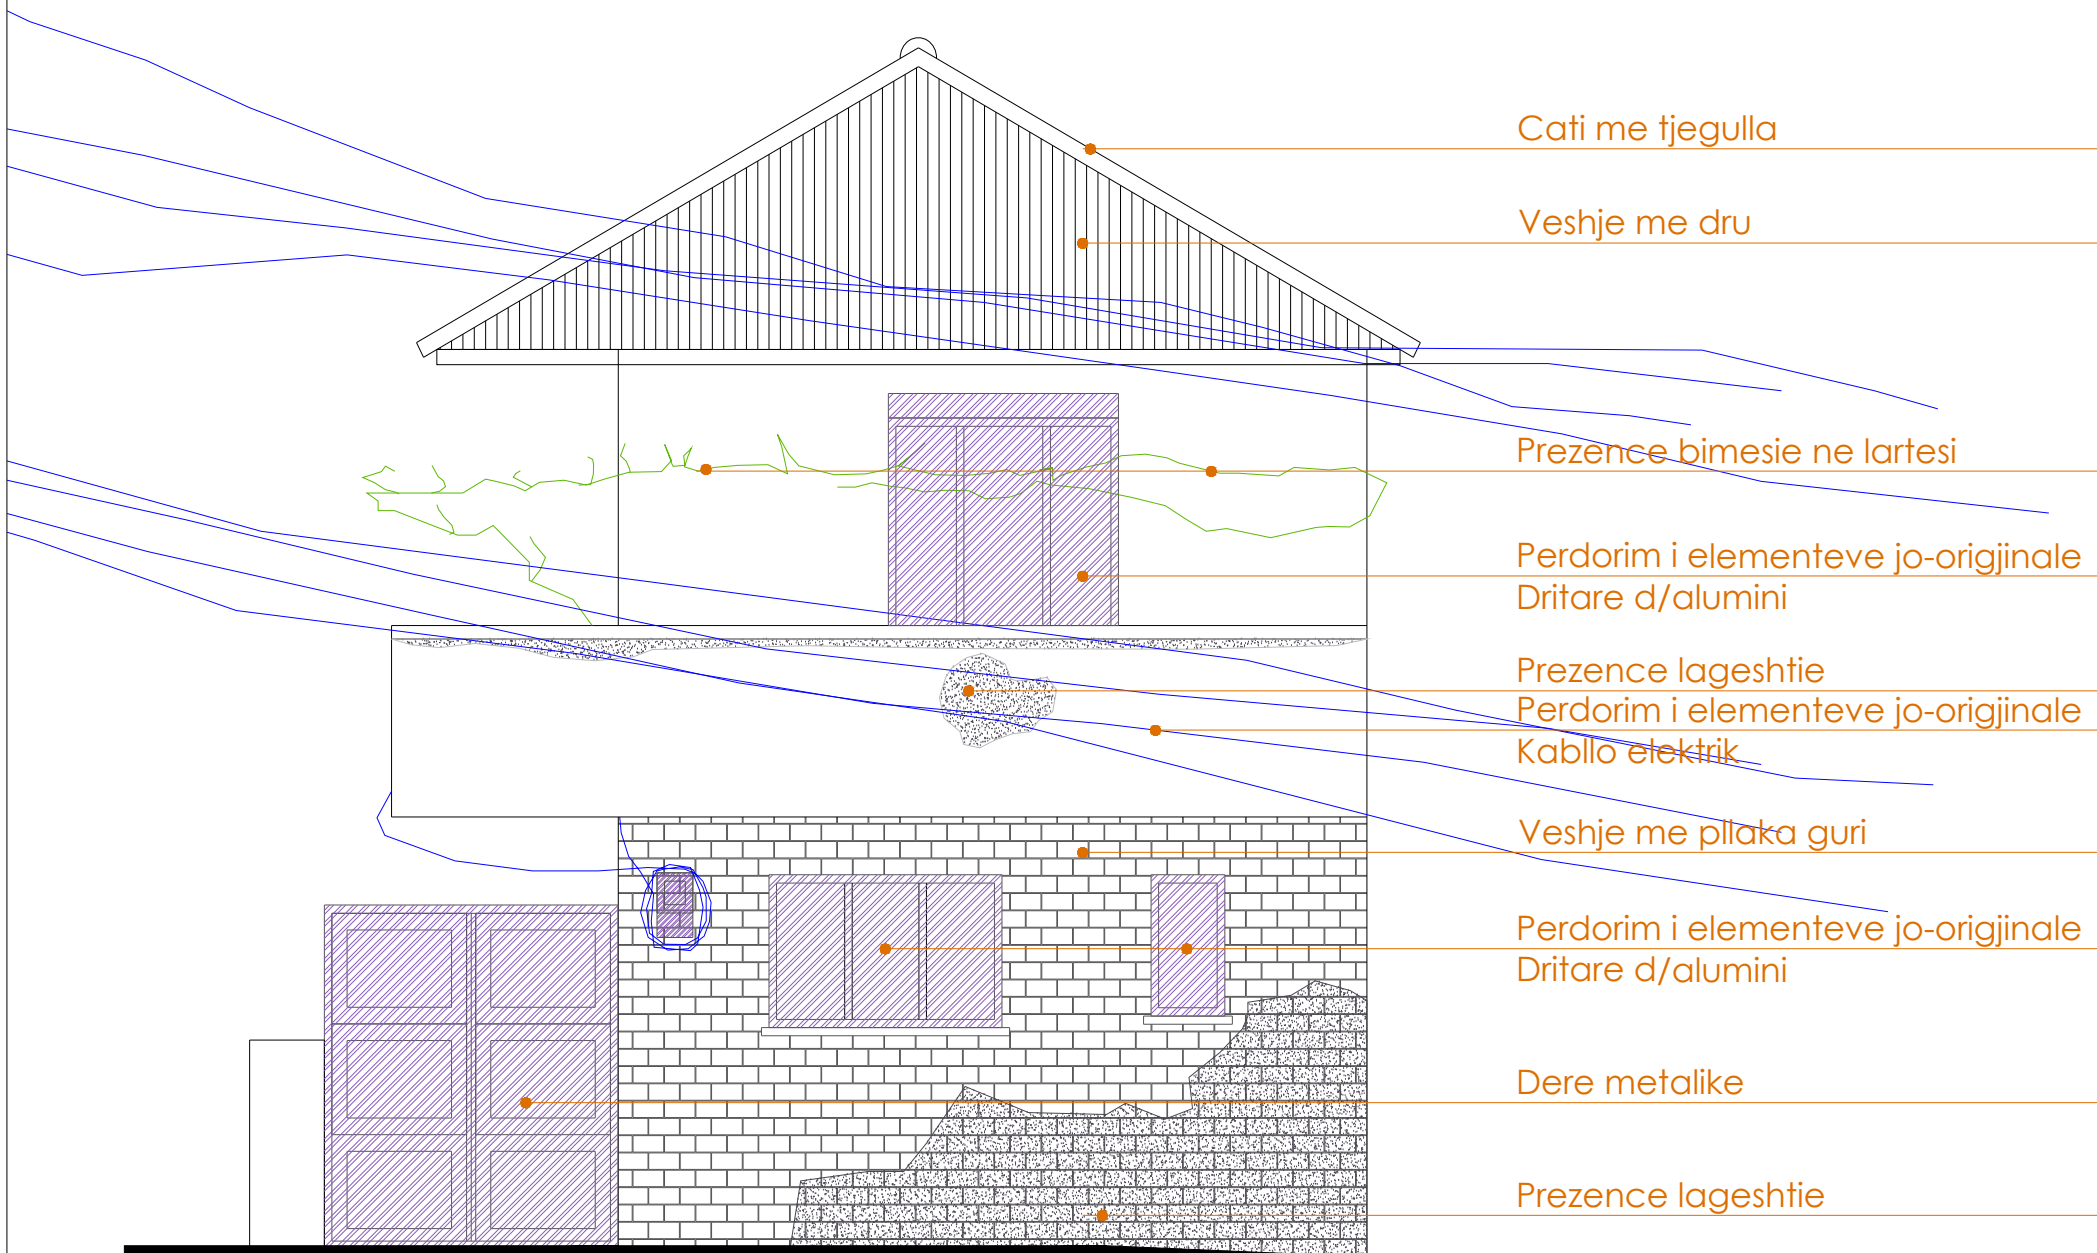 Cati me tjegulla
Veshje me dru
Prezence bimesie ne lartesi
Perdorim i elementeve jo-origjinale
Dritare d/alumini
Prezence lageshtie
Perdorim i elementeve jo-origjinale
Kabllo elektrik
Veshje me pllaka guri
Perdorim i elementeve jo-origjinale
Dritare d/alumini
Dere metalike
Prezence lageshtie